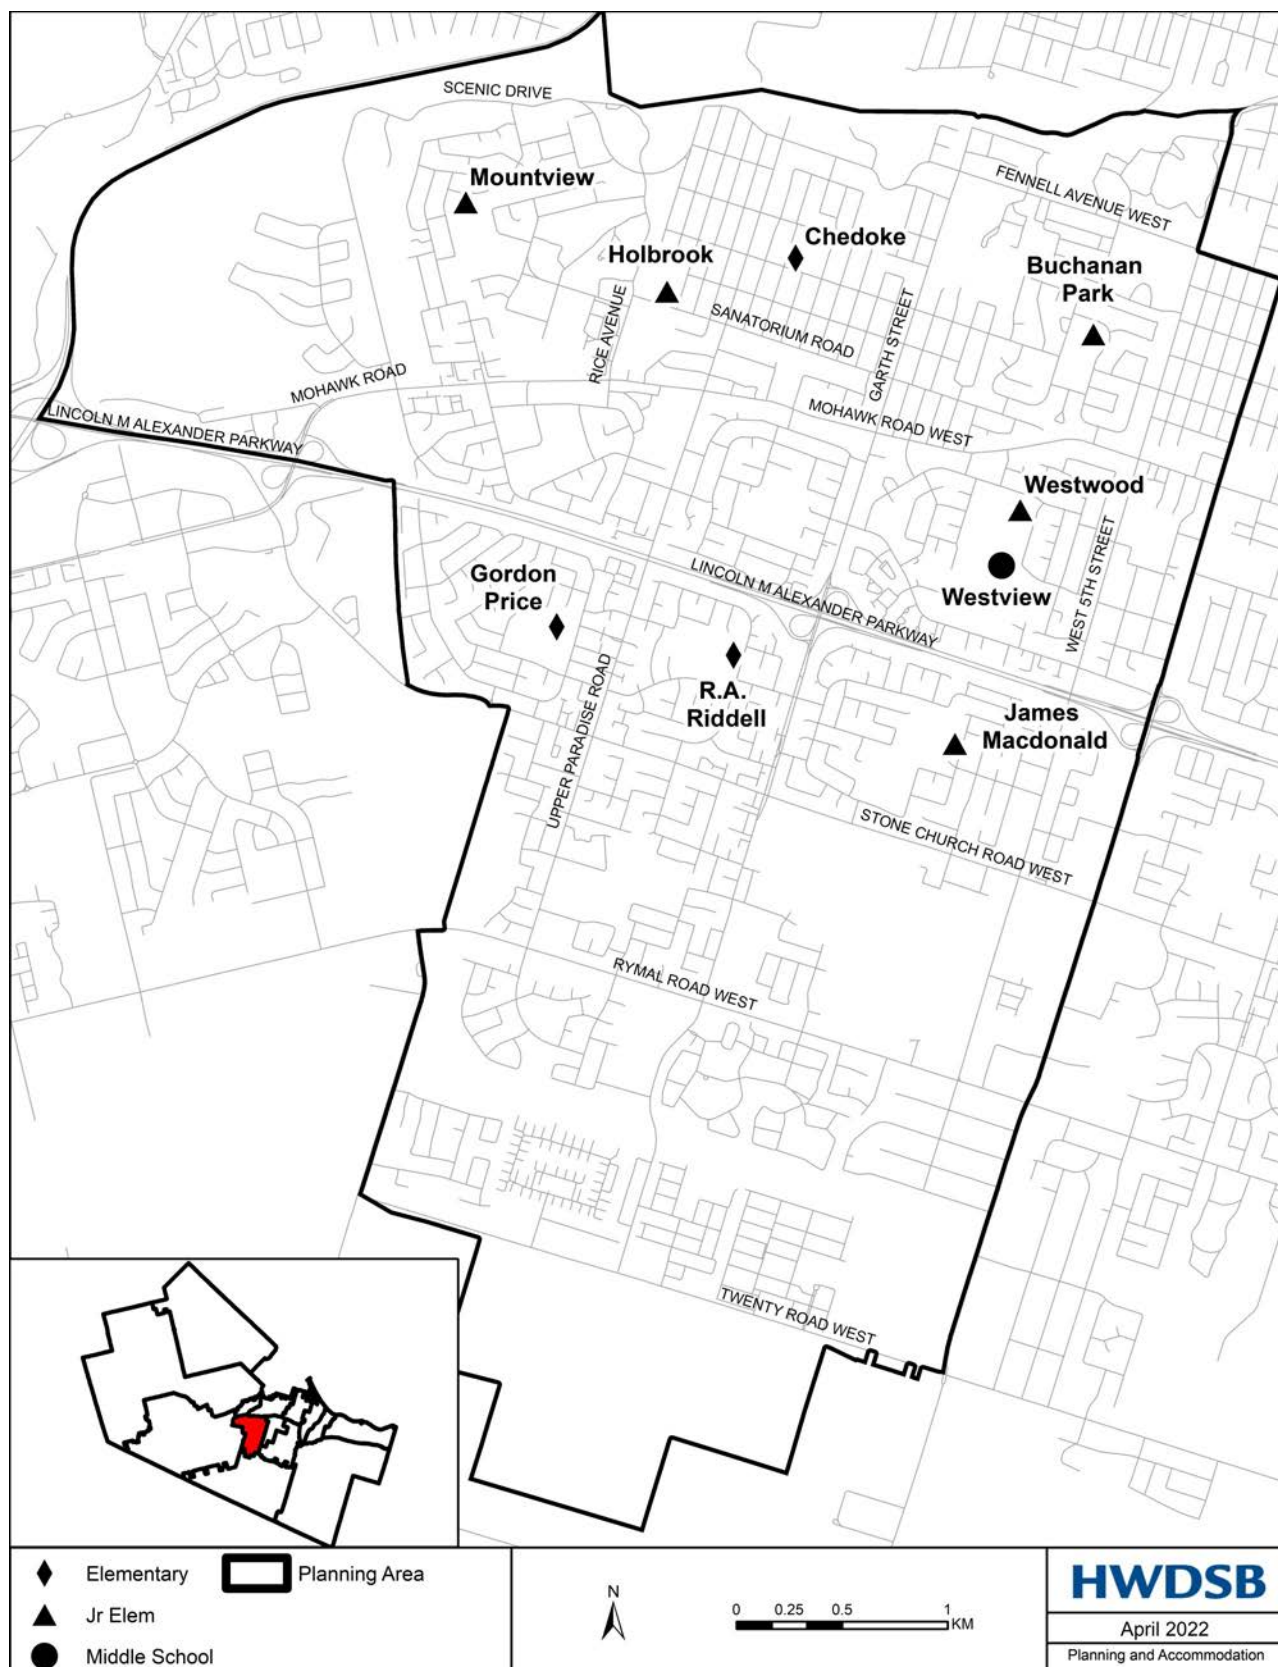 SCENIC DRIVE
Mountview
FENNELL AVENUE WEST
Chedoke
Holbrook
Buchanan
Park
RICE AVENUE
SANATORIUM ROAD
GARTH STREET
MOHAWK ROAD
MOHAWK ROAD WEST
LINCOLN M ALEXANDER PARKWAY
Westwood
WEST 5TH STREET
Gordon
Price
LINCOLN M ALEXANDER PARKWAY
Westview
UPPER PARADISE ROAD
R.A.
Riddell
James
Macdonald
STONE CHURCH ROAD WEST
RYMAL ROAD WEST
TWENTY ROAD WEST
Elementary
Planning Area
Jr Elem
Middle School
N
0 0.25 0.5 1
KM
HWDSB
April 2022
Planning and Accommodation